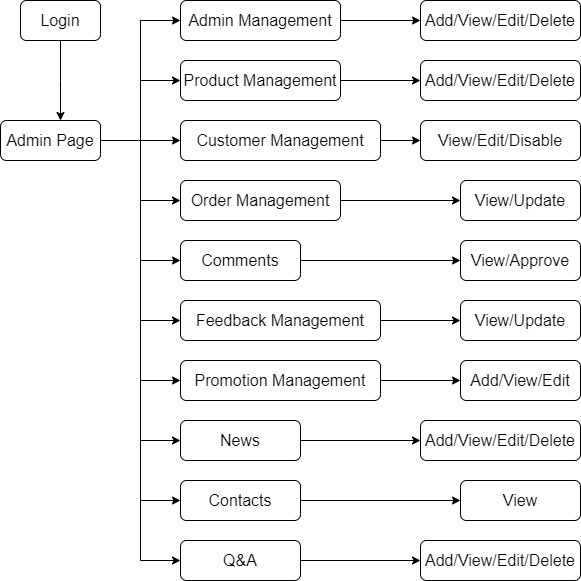 Login
Admin Management
Add/View/Edit/Delete
Product Management
Add/View/Edit/Delete
Admin Page
Customer Management
View/Edit/Disable
Order Management
View/Update
Comments
View/Approve
Feedback Management
View/Update
Promotion Management
Add/View/Edit
News
Add/View/Edit/Delete
Contacts
View
Q&A
Add/View/Edit/Delete